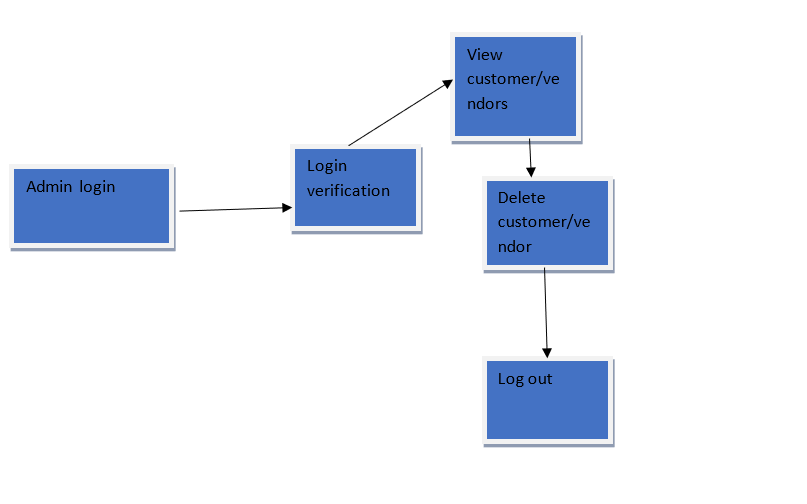 Admin login
Login
verification
View
customer/ve
ndors
Delete
customer/ve
ndor
Log out